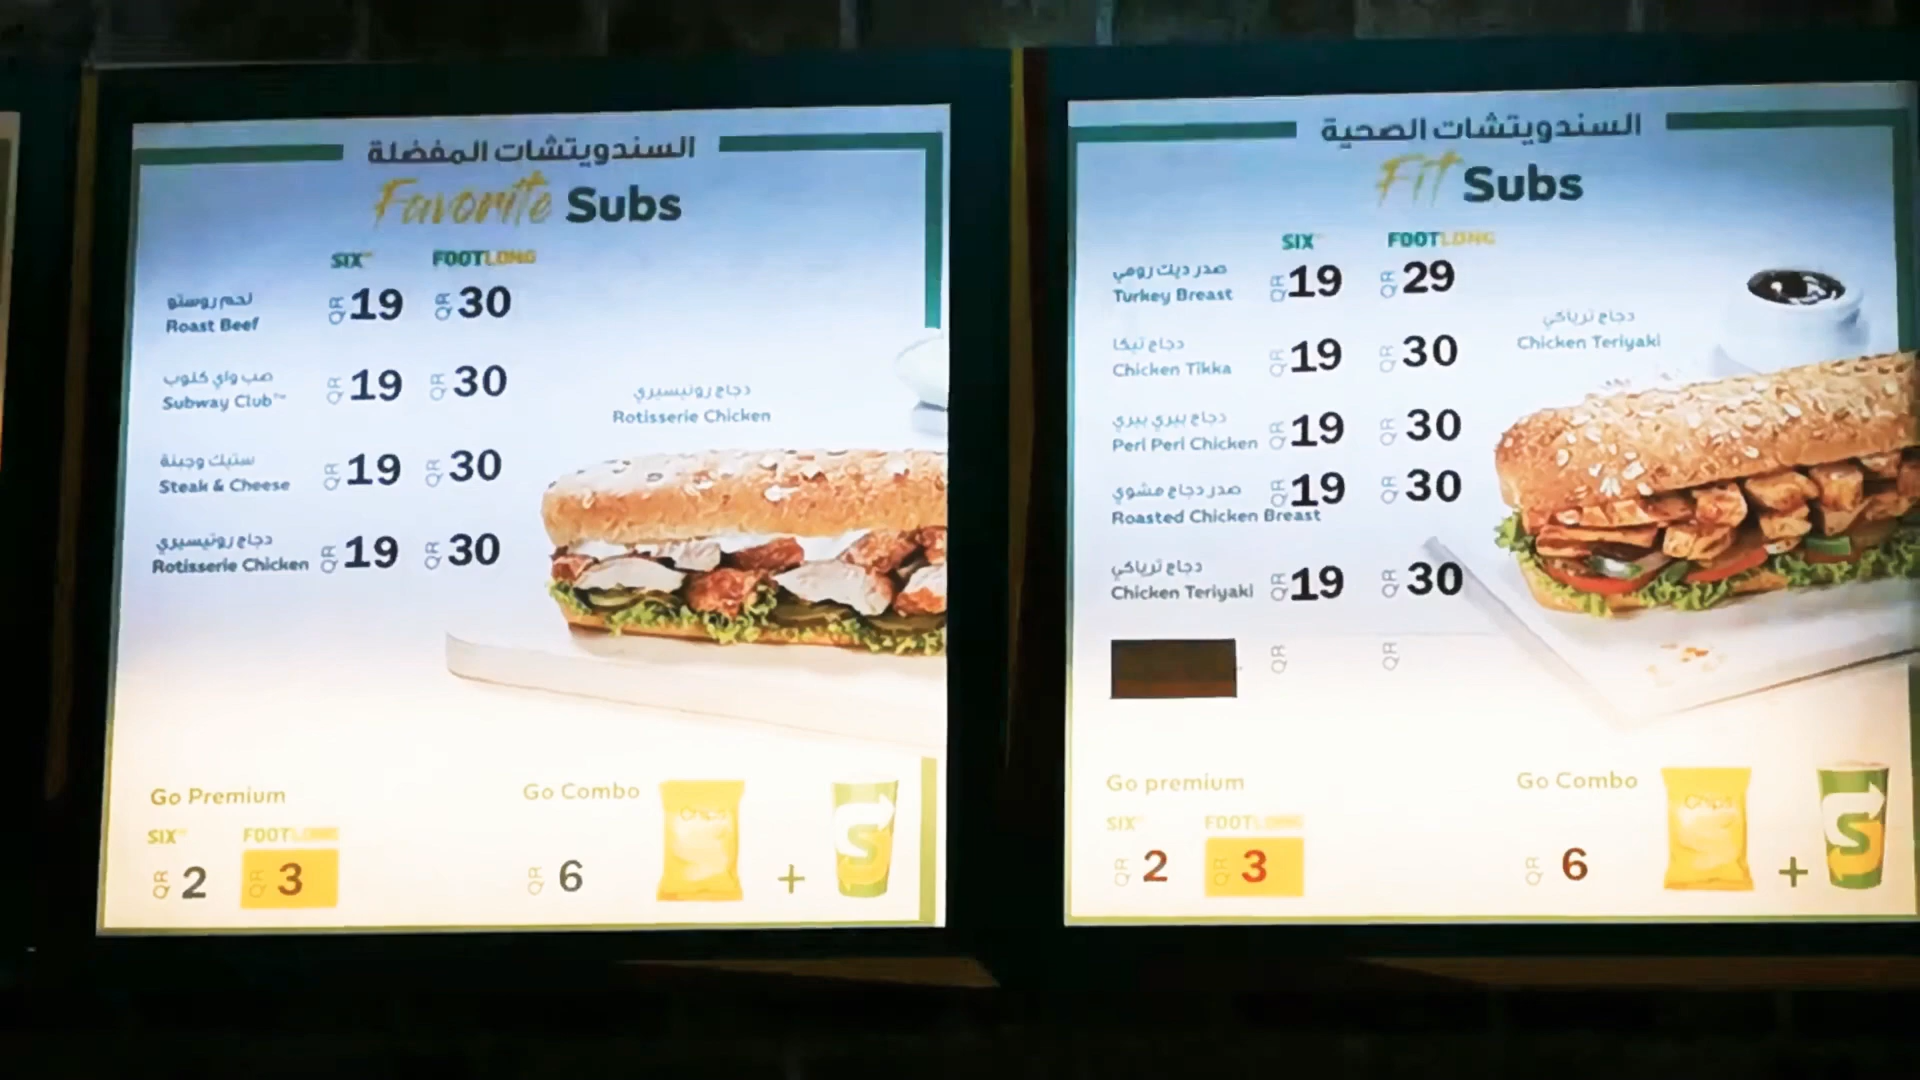 السندويتشات المفضلة
Favorite Subs
SIX FOOTLONG
لحم روستو
Roast Beef QR 19 QR 30
صب واي كلوب
Subway Club™ QR 19 QR 30
ستيك وجبنة
Steak & Cheese QR 19 QR 30
دجاج روتيسيري
Rotisserie Chicken QR 19 QR 30
دجاج روتيسيري
Rotisserie Chicken
Go Premium
SIX FOOTLONG
QR 2 QR 3
Go Combo
QR 6
Chips
+
S
السندويتشات الصحية
Fit Subs
SIX FOOTLONG
صدر ديك رومي
Turkey Breast QR 19 QR 29
دجاج تيكا
Chicken Tikka QR 19 QR 30
دجاج بيري بيري
Peri Peri Chicken QR 19 QR 30
صدر دجاج مشوي
Roasted Chicken Breast QR 19 QR 30
دجاج ترياكي
Chicken Teriyaki QR 19 QR 30
QR QR
دجاج ترياكي
Chicken Teriyaki
Go premium
SIX FOOTLONG
QR 2 QR 3
Go Combo
QR 6
Chips
+
S